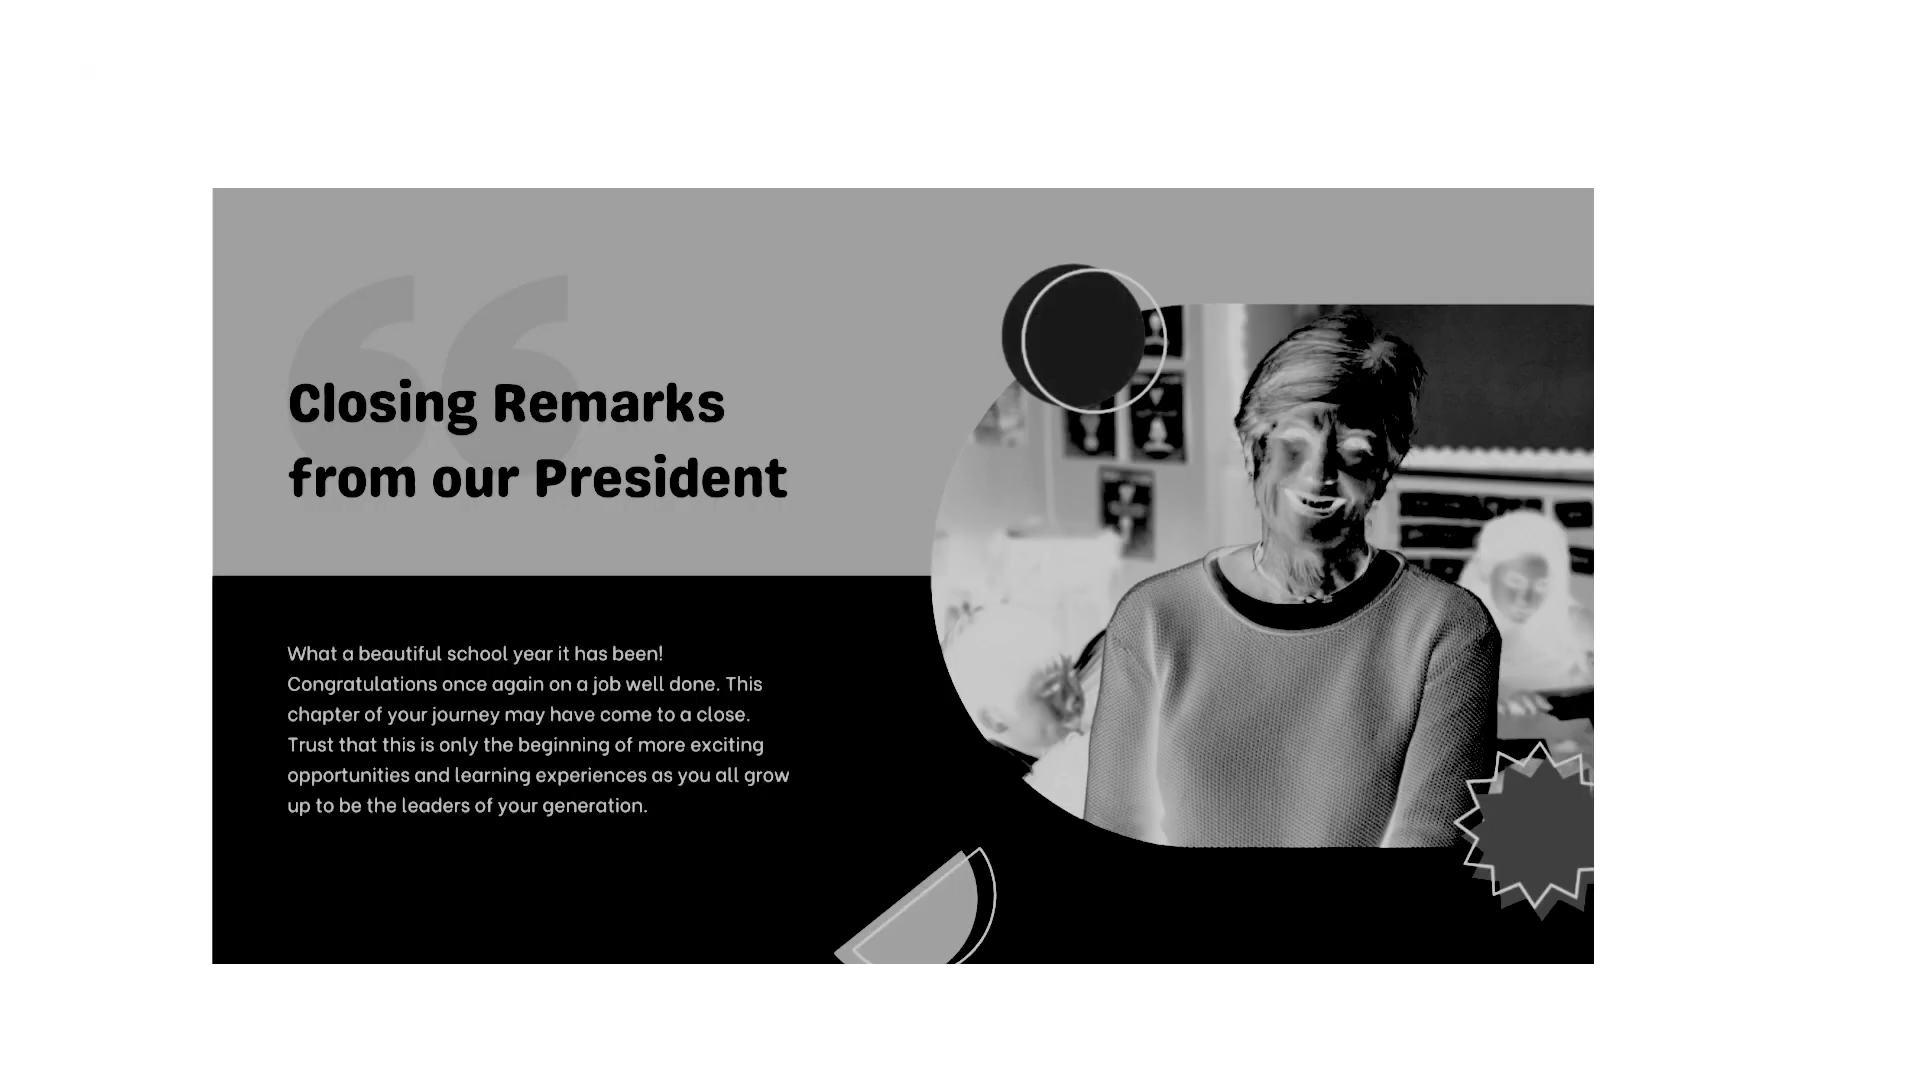 Closing Remarks
from our President
What a beautiful school year it has been!
Congratulations once again on a job well done. This
chapter of your journey may have come to a close.
Trust that this is only the beginning of more exciting
opportunities and learning experiences as you all grow
up to be the leaders of your generation.